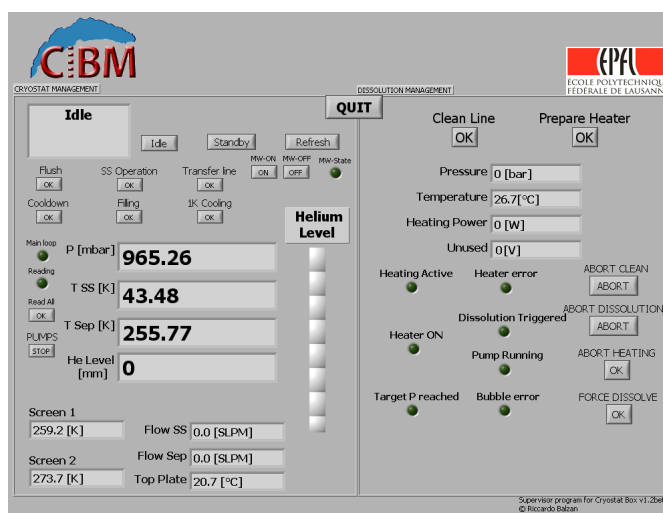 CiBM
EPFL
ÉCOLE POLYTECHNIQU
FÉDÉRALE DE LAUSANN
CRYOSTAT MANAGEMENT
DISSOLUTION MANAGEMENT
QUIT
Idle
Idle
Standby
Refresh
MW-ON
MW-OFF
MW-State
ON
OFF
Flush
SS Operation
Transfer line
OK
OK
OK
Cooldown
Filling
1K Cooling
OK
OK
OK
Helium
Level
Main loop
P [mbar]
965.26
Reading
T SS [K]
43.48
Read All
OK
T Sep [K]
255.77
PUMPS
STOP
He Level
[mm]
0
Screen 1
259.2 [K]
Flow SS
0.0 [SLPM]
Screen 2
273.7 [K]
Flow Sep
0.0 [SLPM]
Top Plate
20.7 [°C]
Clean Line
Prepare Heater
OK
OK
Pressure
0 [bar]
Temperature
26.7[°C]
Heating Power
0 [W]
Unused
0[V]
Heating Active
Heater error
ABORT CLEAN
ABORT
Dissolution Triggered
ABORT DISSOLUTION
ABORT
Heater ON
Pump Running
ABORT HEATING
OK
Target P reached
Bubble error
FORCE DISSOLVE
OK
Supervisor program for Cryostat Box v1.2be
© Riccardo Balzan